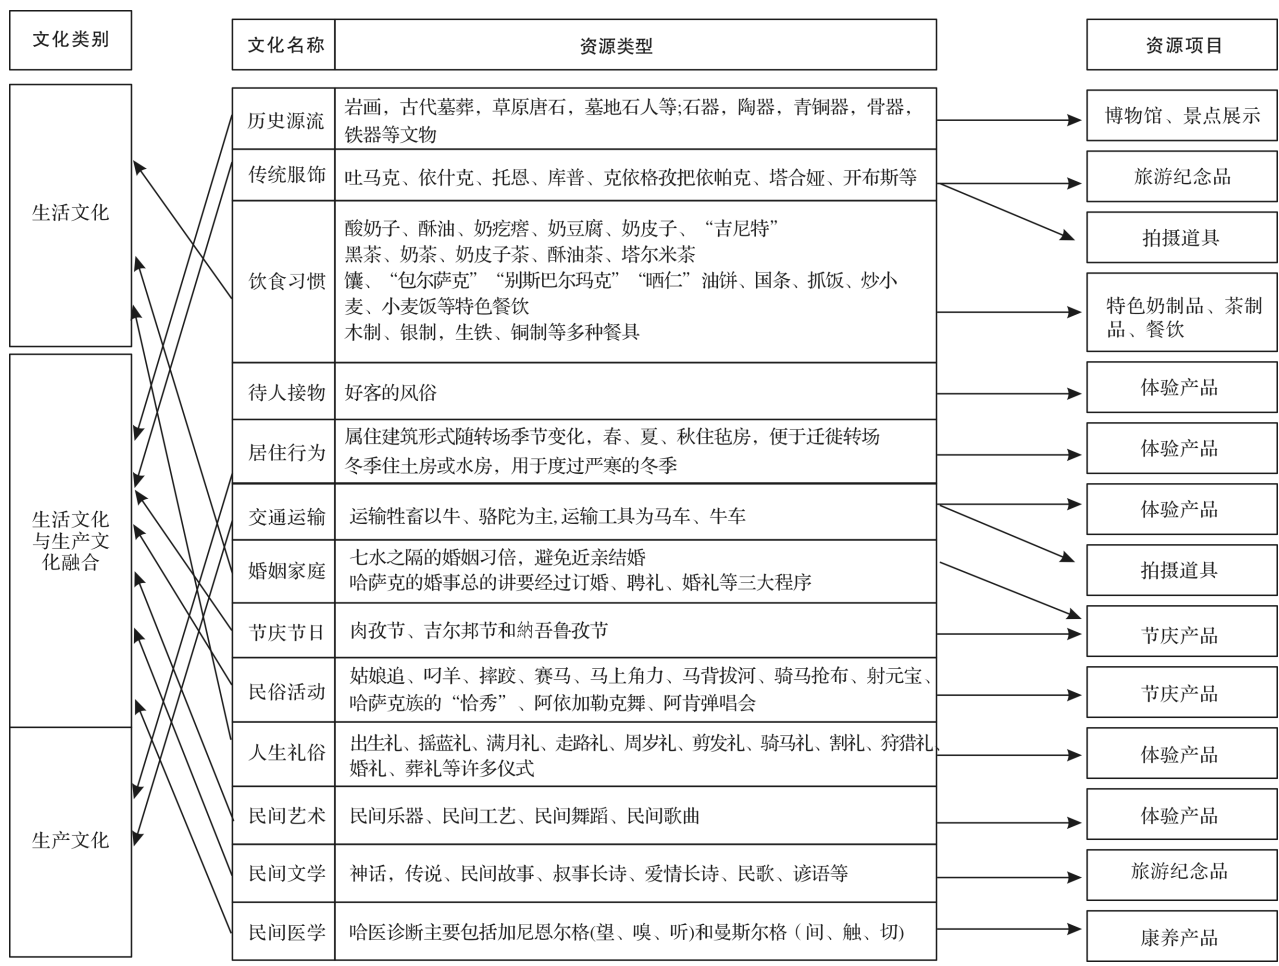 文化类别
文化名称
资源类型
资源项目
生活文化
生活文化
与生产文
化融合
生产文化
历史源流
岩画，古代墓葬，草原唐石，墓地石人等;石器，陶器，青铜器，骨器，
铁器等文物
博物馆、景点展示
传统服饰
吐马克、依什克、托恩、库普、克依格孜把依帕克、塔合娅、开布斯等
旅游纪念品
拍摄道具
饮食习惯
酸奶子、酥油、奶疙瘩、奶豆腐、奶皮子、“吉尼特”
黑茶、奶茶、奶皮子茶、酥油茶、塔尔米茶
馕、“包尔萨克”“别斯巴尔玛克”“晒仁”油饼、国条、抓饭、炒小
麦、小麦饭等特色餐饮
木制、银制，生铁、铜制等多种餐具
特色奶制品、茶制
品、餐饮
待人接物
好客的风俗
体验产品
居住行为
属住建筑形式随转场季节变化，春、夏、秋住毡房，便于迁徙转场
冬季住土房或水房，用于度过严寒的冬季
体验产品
交通运输
运输牲畜以牛、骆陀为主,运输工具为马车、牛车
体验产品
拍摄道具
婚姻家庭
七水之隔的婚姻习倍，避免近亲结婚
哈萨克的婚事总的讲要经过订婚、聘礼、婚礼等三大程序
节庆产品
节庆节日
肉孜节、吉尔邦节和納吾鲁孜节
民俗活动
姑娘追、叼羊、摔跤、赛马、马上角力、马背拔河、骑马抢布、射元宝、
哈萨克族的“恰秀”、阿依加勒克舞、阿肯弹唱会
节庆产品
人生礼俗
出生礼、摇蓝礼、满月礼、走路礼、周岁礼、剪发礼、骑马礼、割礼、狩猎礼、
婚礼、葬礼等许多仪式
体验产品
民间艺术
民间乐器、民间工艺、民间舞蹈、民间歌曲
体验产品
民间文学
神话，传说、民间故事、叙事长诗、爱情长诗、民歌、谚语等
旅游纪念品
民间医学
哈医诊断主要包括加尼恩尔格(望、嗅、听)和曼斯尔格（间、触、切)
康养产品